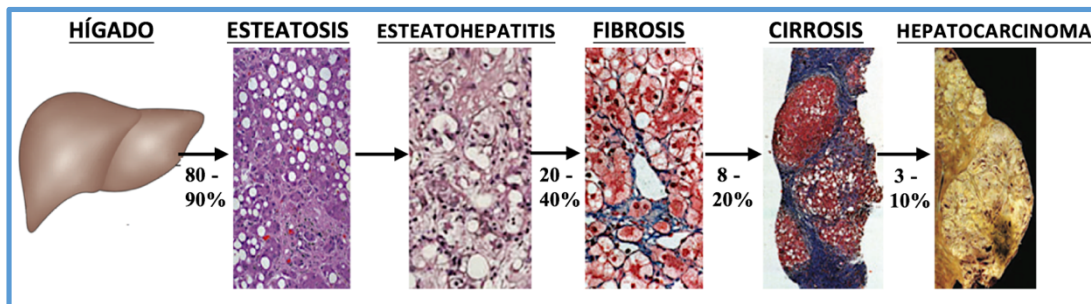 HÍGADO
ESTEATOSIS
ESTEATOHEPATITIS
FIBROSIS
CIRROSIS
HEPATOCARCINOMA
80 -
90%
20 -
40%
8 -
20%
3 -
10%